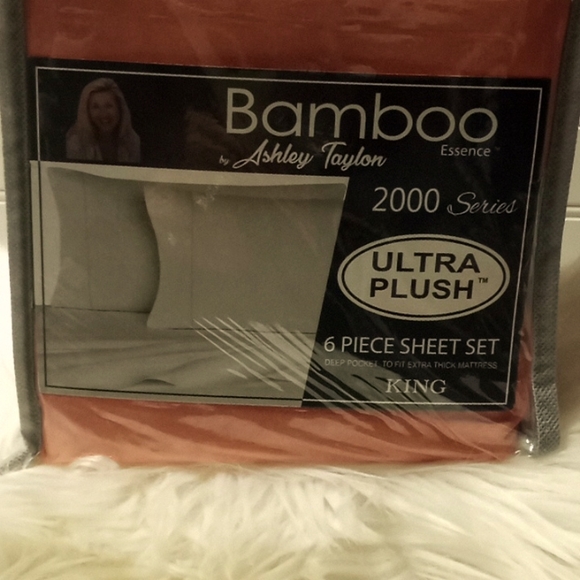 Bamboo
Essence™
by Ashley Taylon
2000 Series
ULTRA
PLUSH™
6 PIECE SHEET SET
DEEP POCKET, TO FIT EXTRA THICK MATTRESS
KING